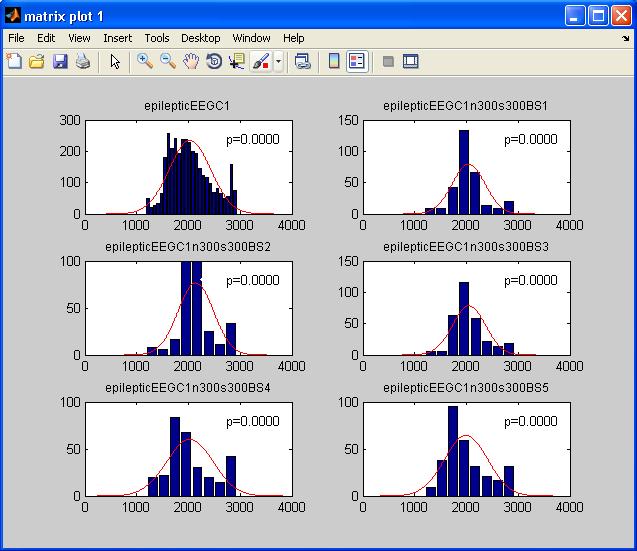 matrix plot 1
File Edit View Insert Tools Desktop Window Help
epilepticEEGC1
300
200
100
0
p=0.0000
0 1000 2000 3000 4000
epilepticEEGC1n300s300BS1
150
100
50
0
p=0.0000
0 1000 2000 3000 4000
epilepticEEGC1n300s300BS2
100
50
0
p=0.0000
0 1000 2000 3000 4000
epilepticEEGC1n300s300BS3
150
100
50
0
p=0.0000
0 1000 2000 3000 4000
epilepticEEGC1n300s300BS4
100
50
0
p=0.0000
0 1000 2000 3000 4000
epilepticEEGC1n300s300BS5
100
50
0
p=0.0000
0 1000 2000 3000 4000